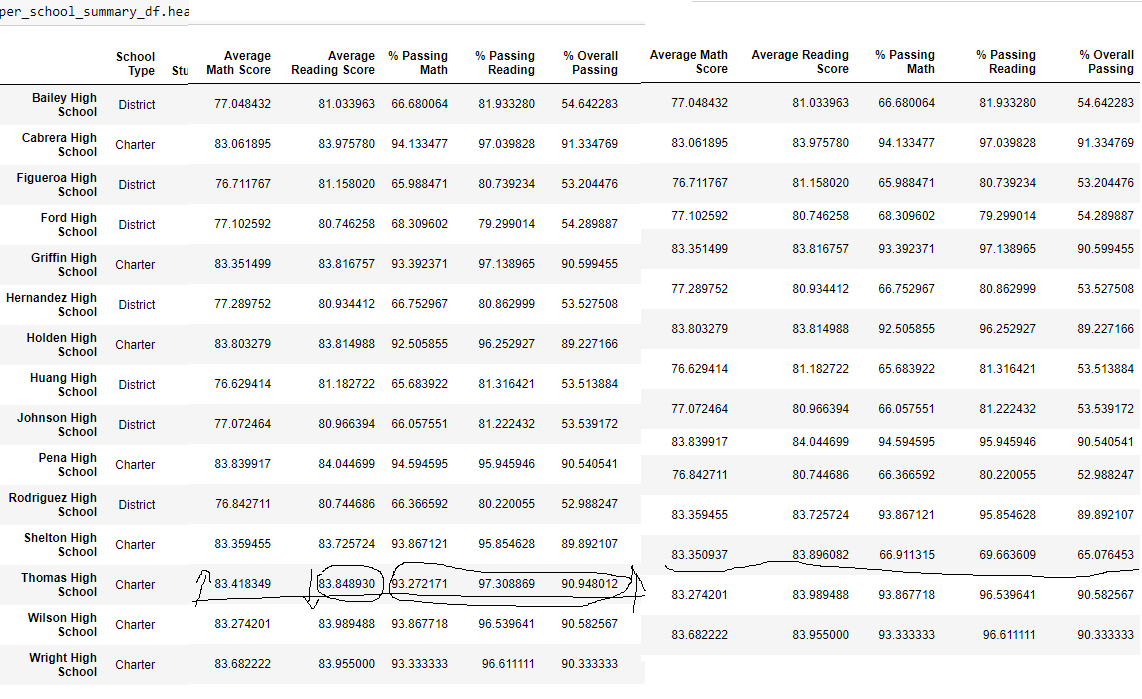 per_school_summary_df.hea
School Average Average % Passing % Passing % Overall Average Math Average Reading % Passing % Passing % Overall
Type Stu Math Score Reading Score Math Reading Passing Score Score Math Reading Passing
Bailey High
School District 77.048432 81.033963 66.680064 81.933280 54.642283 77.048432 81.033963 66.680064 81.933280 54.642283
Cabrera High
School Charter 83.061895 83.975780 94.133477 97.039828 91.334769 83.061895 83.975780 94.133477 97.039828 91.334769
Figueroa High
School District 76.711767 81.158020 65.988471 80.739234 53.204476 76.711767 81.158020 65.988471 80.739234 53.204476
Ford High
School District 77.102592 80.746258 68.309602 79.299014 54.289887 77.102592 80.746258 68.309602 79.299014 54.289887
Griffin High
School Charter 83.351499 83.816757 93.392371 97.138965 90.599455 83.351499 83.816757 93.392371 97.138965 90.599455
Hernandez High
School District 77.289752 80.934412 66.752967 80.862999 53.527508 77.289752 80.934412 66.752967 80.862999 53.527508
Holden High
School Charter 83.803279 83.814988 92.505855 96.252927 89.227166 83.803279 83.814988 92.505855 96.252927 89.227166
Huang High
School District 76.629414 81.182722 65.683922 81.316421 53.513884 76.629414 81.182722 65.683922 81.316421 53.513884
Johnson High
School District 77.072464 80.966394 66.057551 81.222432 53.539172 77.072464 80.966394 66.057551 81.222432 53.539172
Pena High
School Charter 83.839917 84.044699 94.594595 95.945946 90.540541 83.839917 84.044699 94.594595 95.945946 90.540541
Rodriguez High
School District 76.842711 80.744686 66.366592 80.220055 52.988247 76.842711 80.744686 66.366592 80.220055 52.988247
Shelton High
School Charter 83.359455 83.725724 93.867121 95.854628 89.892107 83.359455 83.725724 93.867121 95.854628 89.892107
Thomas High
School Charter 83.418349 83.848930 93.272171 97.308869 90.948012 83.350937 83.896082 66.911315 69.663609 65.076453
Wilson High
School Charter 83.274201 83.989488 93.867718 96.539641 90.582567 83.274201 83.989488 93.867718 96.539641 90.582567
Wright High
School Charter 83.682222 83.955000 93.333333 96.611111 90.333333 83.682222 83.955000 93.333333 96.611111 90.333333